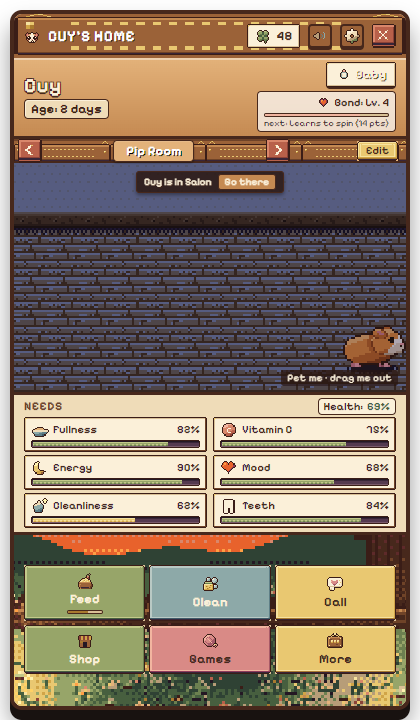 GUY'S HOME
48
Guy
Baby
Age: 2 days
Bond: Lv. 4
next: Learns to spin (14 pts)
Pip Room
Edit
Guy is in Salon
Go there
Pet me · drag me out
NEEDS
Health: 69%
Fullness 82%
Vitamin C 78%
Energy 90%
Mood 68%
Cleanliness 62%
Teeth 84%
Feed
Clean
Call
Shop
Games
More